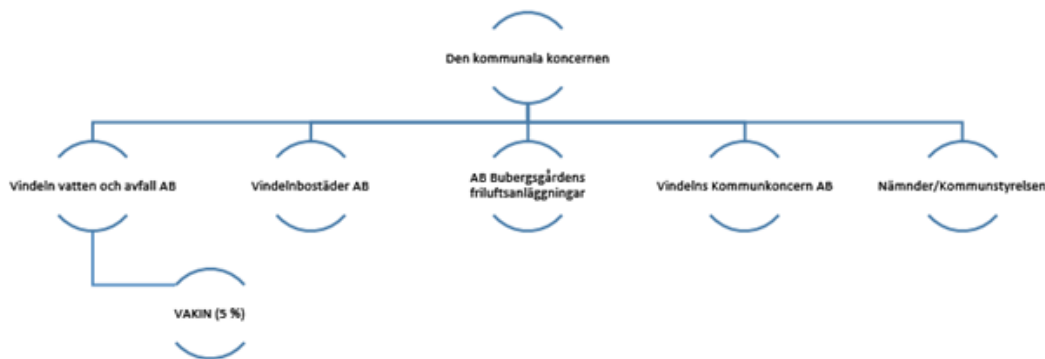 Den kommunala koncernen
Vindeln vatten och avfall AB
Vindelnbostäder AB
AB Bubergsgårdens
friluftsanläggningar
Vindelns Kommunkoncern AB
Nämnder/Kommunstyrelsen
VAKIN (5 %)